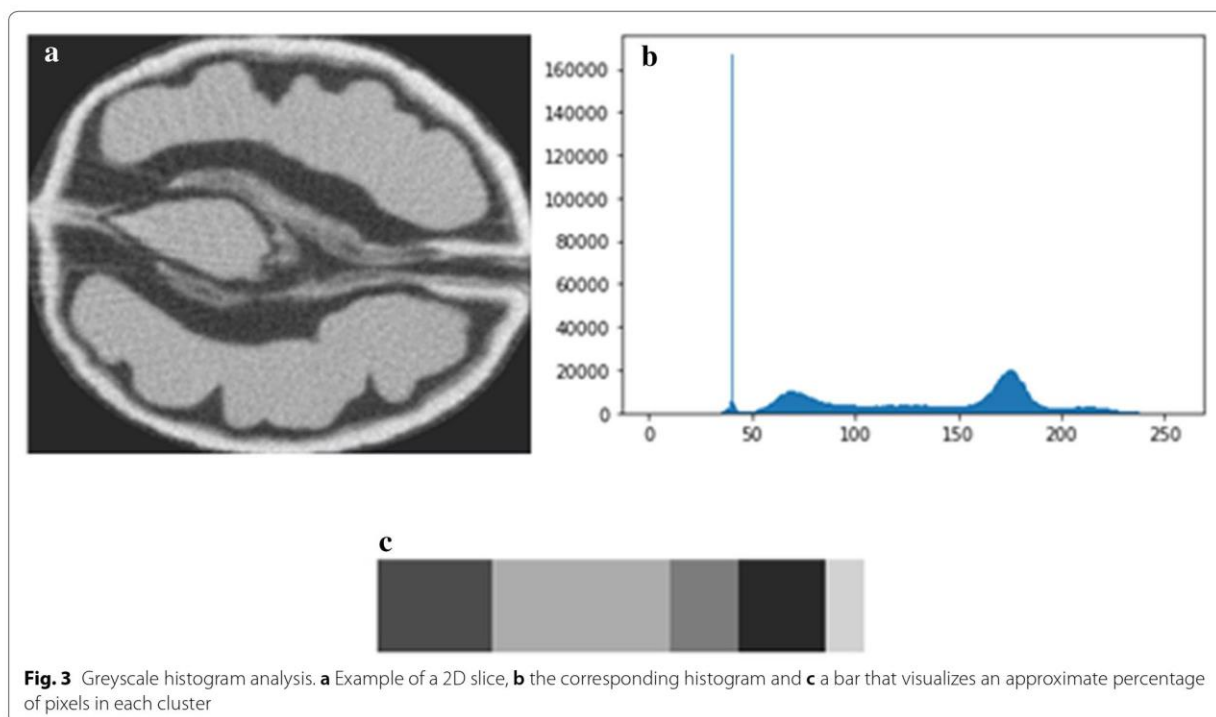 a
b
160000
140000
120000
100000
80000
60000
40000
20000
0
0 50 100 150 200 250
c
Fig. 3 Greyscale histogram analysis. a Example of a 2D slice, b the corresponding histogram and c a bar that visualizes an approximate percentage
of pixels in each cluster